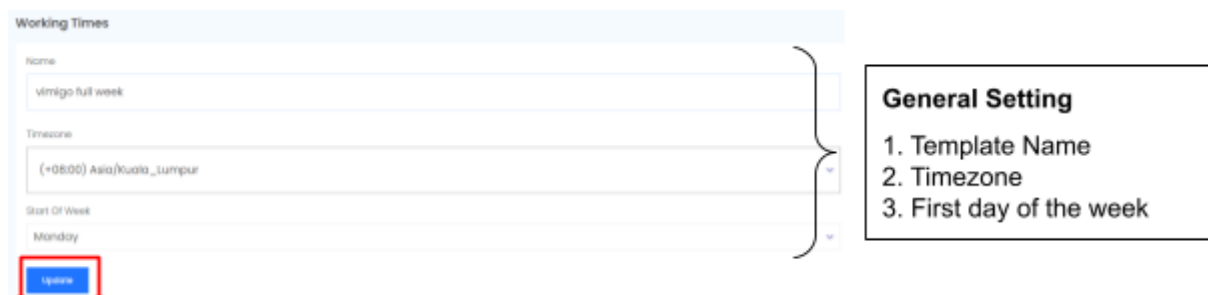 Working Times
Name
vimigo full week
Timezone
(+08:00) Asia/Kuala_Lumpur
Start Of Week
Monday
Update
General Setting
1. Template Name
2. Timezone
3. First day of the week